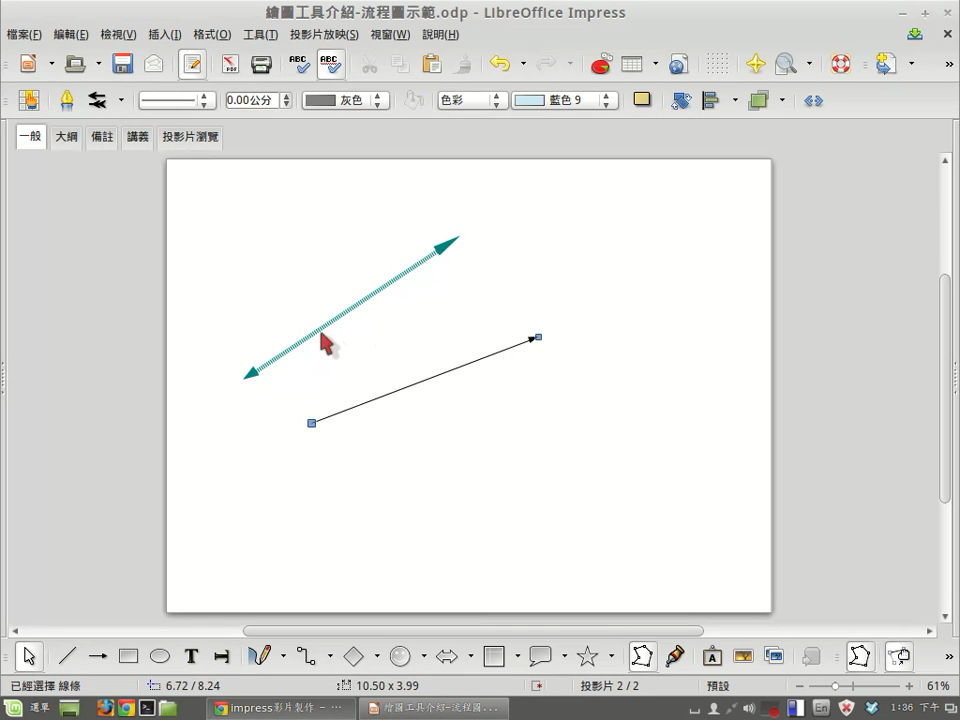 繪圖工具介紹-流程圖示範.odp - LibreOffice Impress
檔案(F) 編輯(E) 檢視(V) 插入(I) 格式(O) 工具(T) 投影片放映(S) 視窗(W) 說明(H)
ABC ABC
0.00公分 灰色 色彩 藍色 9
一般 大綱 備註 講義 投影片瀏覽
T A
已經選擇 線條 6.72 / 8.24 10.50 x 3.99 投影片 2 / 2 預設 61%
選單 impress影片製作 - ... 繪圖工具介紹-流程圖... En 1:36 下午